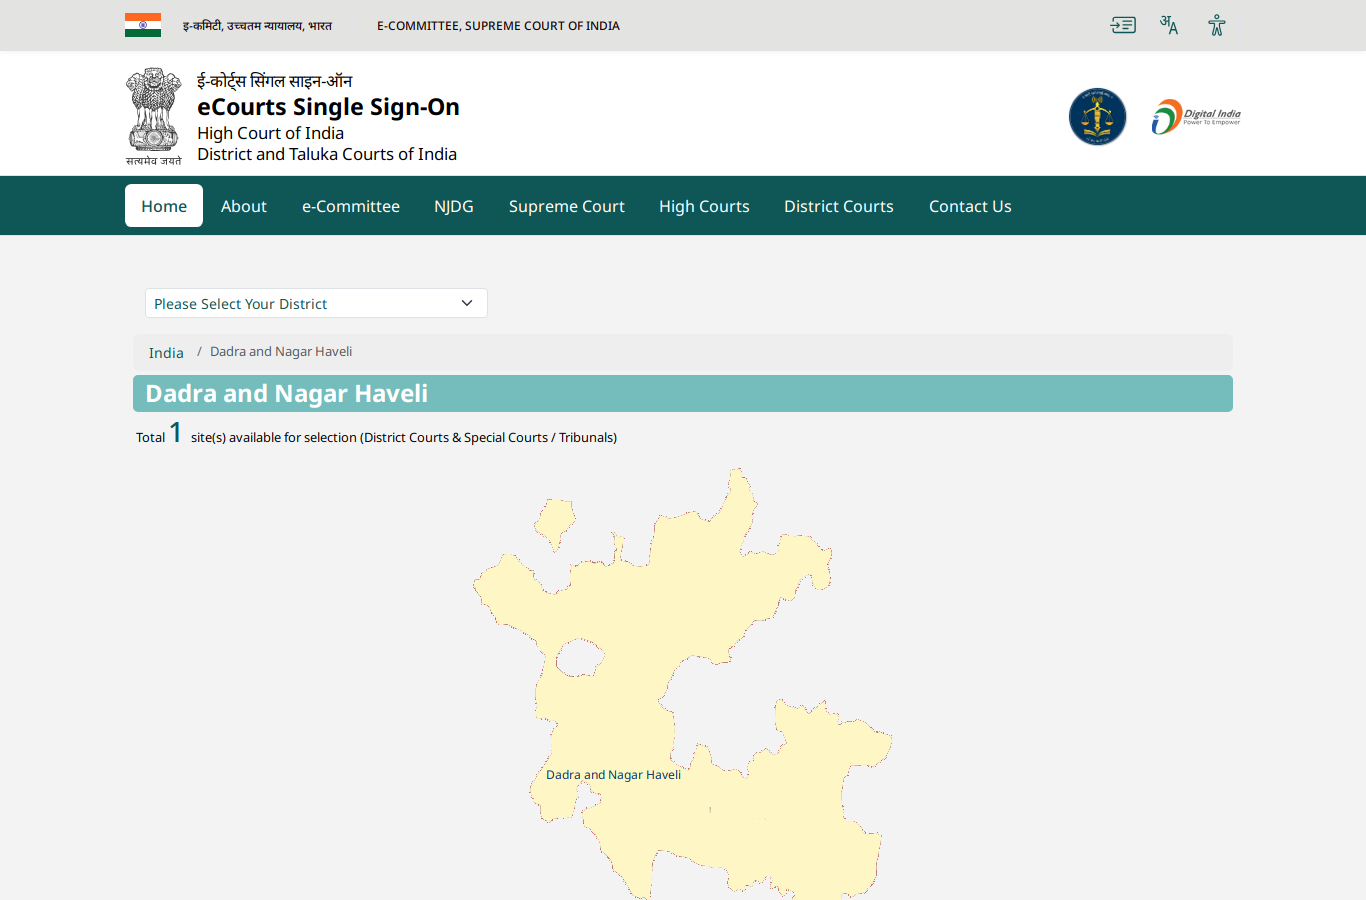 इ-कमिटी, उच्चतम न्यायालय, भारत
E-COMMITTEE, SUPREME COURT OF INDIA
अ
A
सत्यमेव जयते
ई-कोर्ट्स सिंगल साइन-ऑन
eCourts Single Sign-On
High Court of India
District and Taluka Courts of India
Digital India
Power To Empower
Home
About
e-Committee
NJDG
Supreme Court
High Courts
District Courts
Contact Us
Please Select Your District
India / Dadra and Nagar Haveli
Dadra and Nagar Haveli
Total 1 site(s) available for selection (District Courts & Special Courts / Tribunals)
Dadra and Nagar Haveli